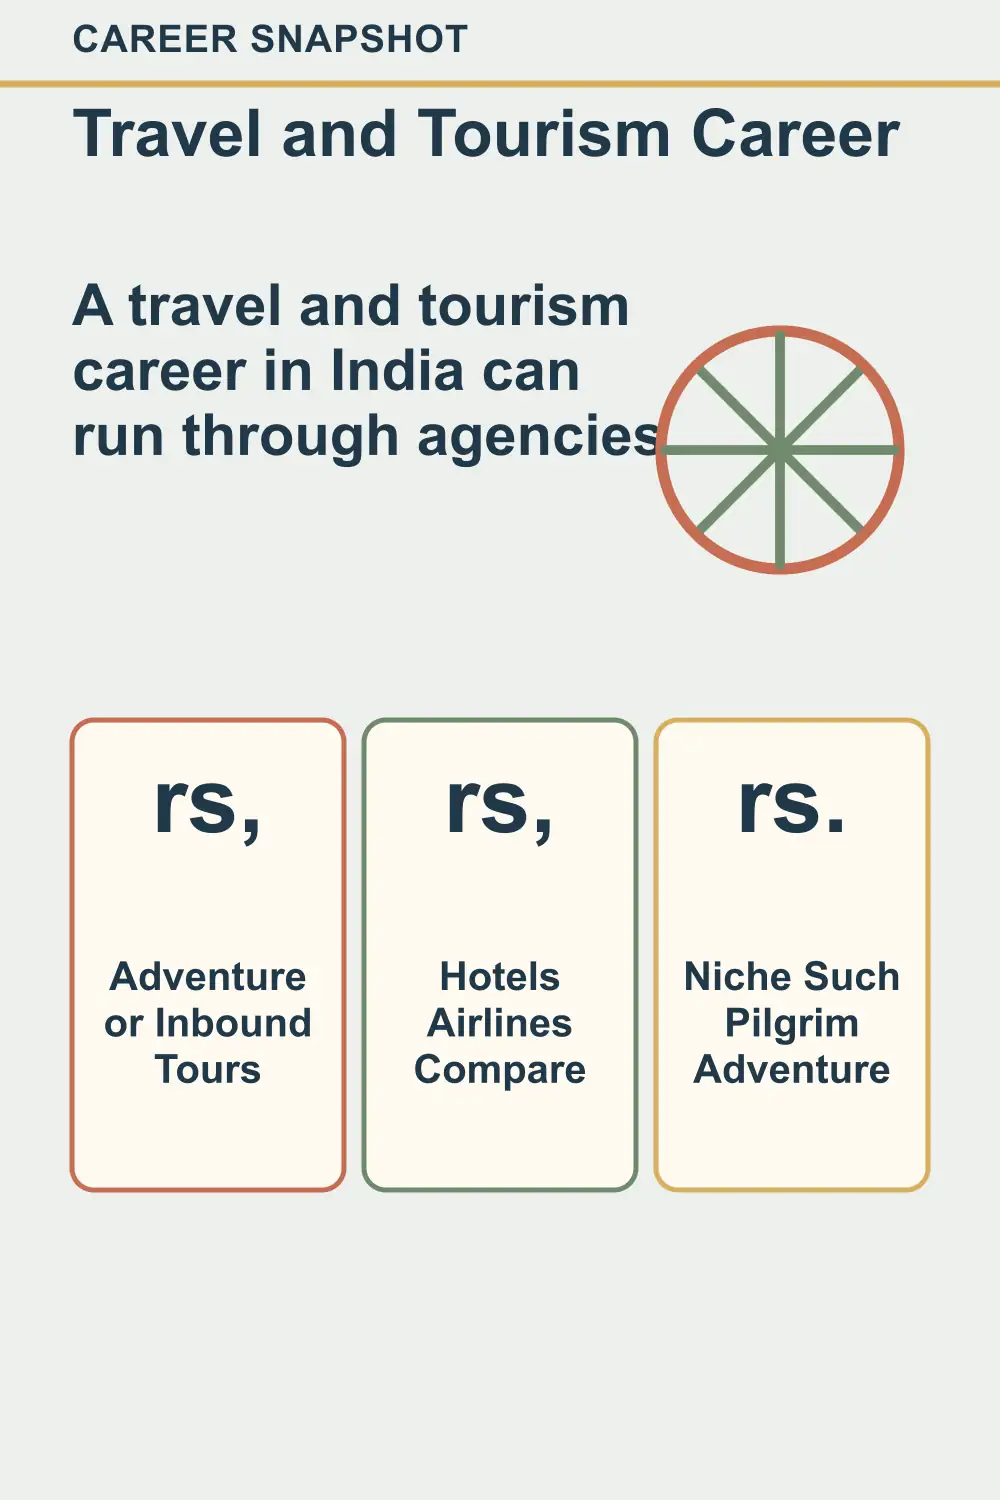 CAREER SNAPSHOT
Travel and Tourism Career
A travel and tourism
career in India can
run through agencies
rs,
Adventure
or Inbound
Tours
rs,
Hotels
Airlines
Compare
rs.
Niche Such
Pilgrim
Adventure